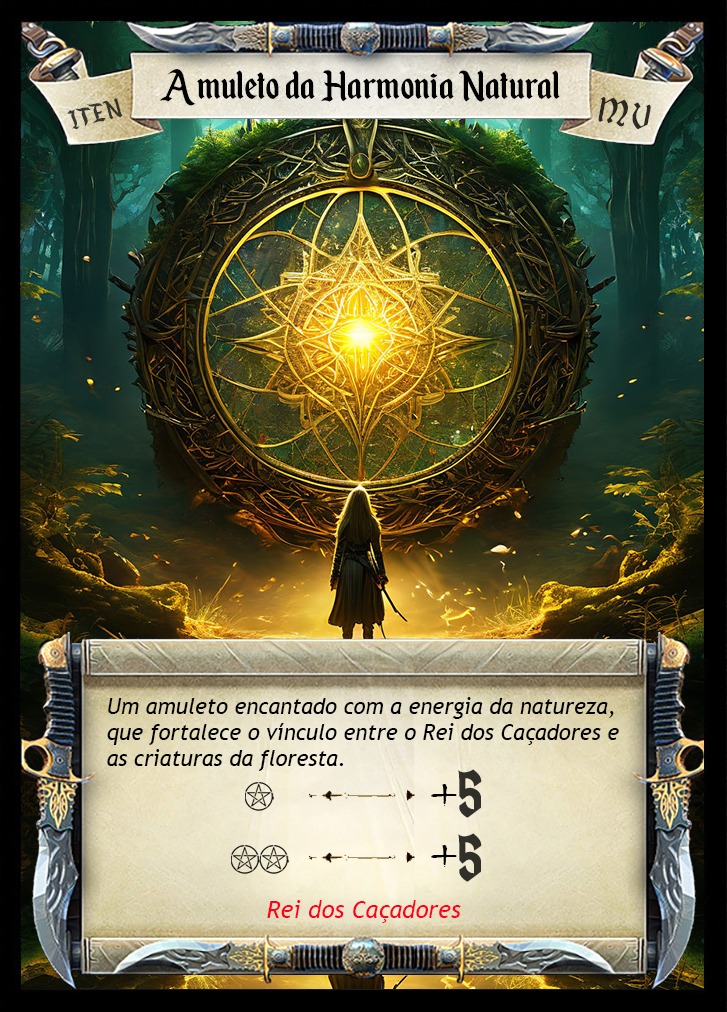 Amuleto da Harmonia Natural
ITEN
MU
Um amuleto encantado com a energia da natureza,
que fortalece o vínculo entre o Rei dos Caçadores e
as criaturas da floresta.
+5
+5
Rei dos Caçadores